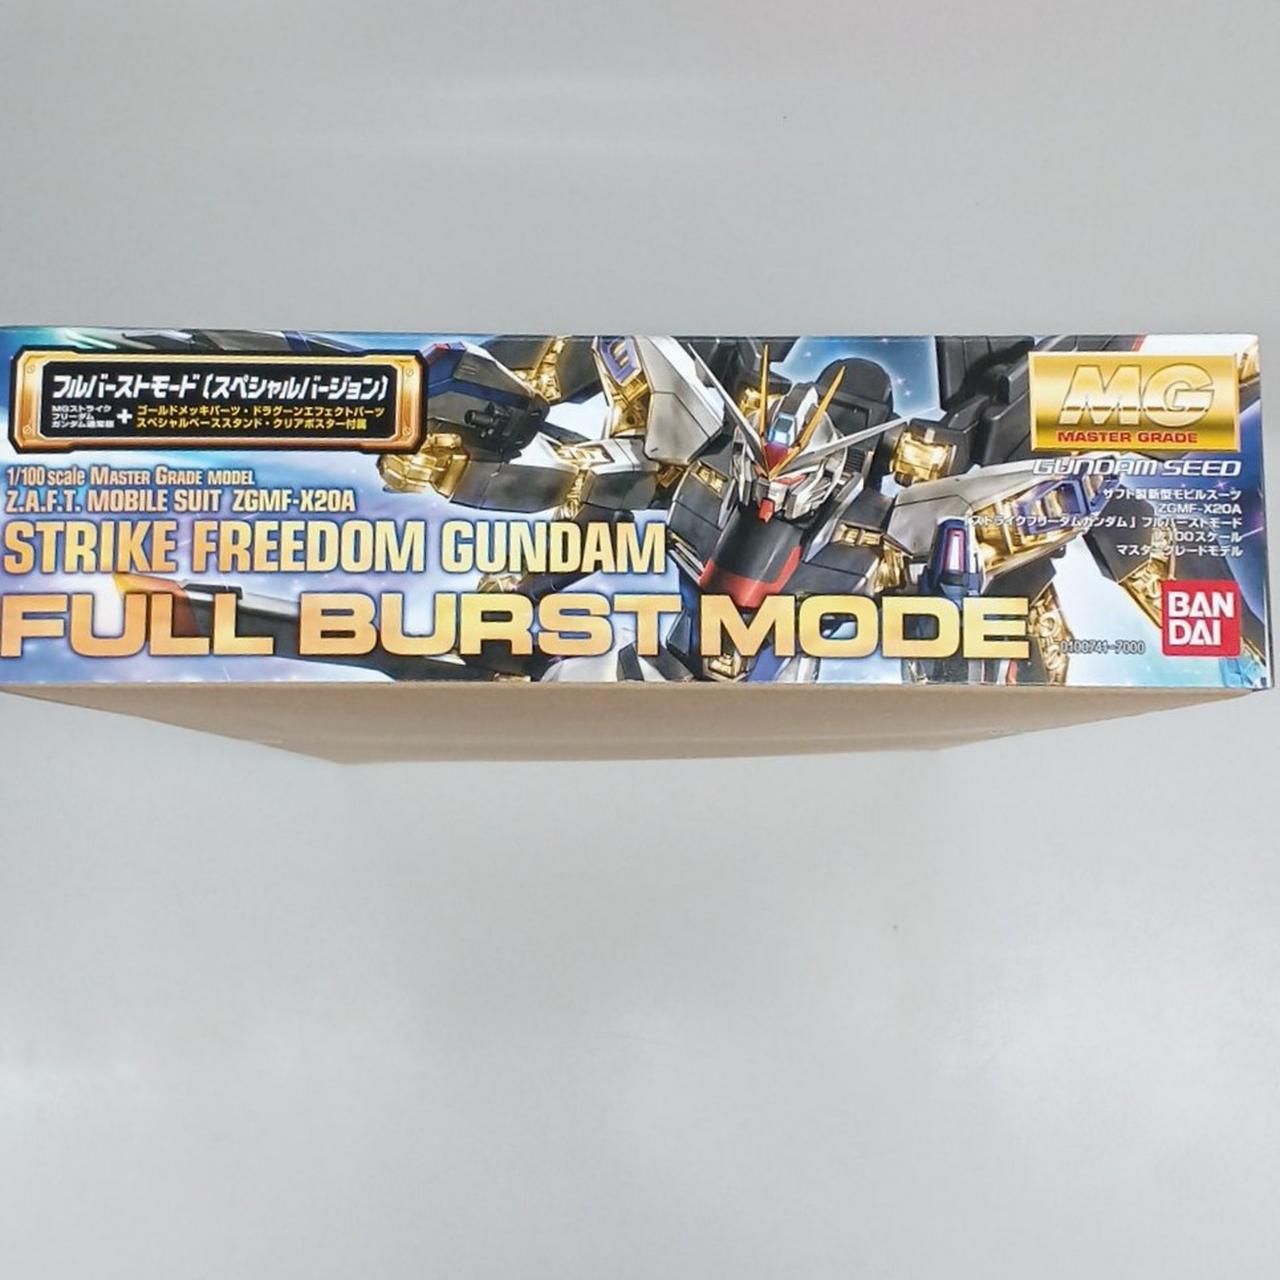 フルバーストモード〔スペシャルバージョン〕
MGストライク
フリーダム
ガンダム通常版
+
ゴールドメッキパーツ・ドラグーンエフェクトパーツ
スペシャルベーススタンド・クリアポスター付属
1/100 scale MASTER GRADE MODEL
Z.A.F.T. MOBILE SUIT ZGMF-X20A
STRIKE FREEDOM GUNDAM
FULL BURST MODE
MG
MASTER GRADE
GUNDAM SEED
ザフト製新型モビルスーツ
ZGMF-X20A
「ストライクフリーダムガンダム」フルバーストモード
1/100スケール
マスターグレードモデル
BAN
DAI
0100741-7000